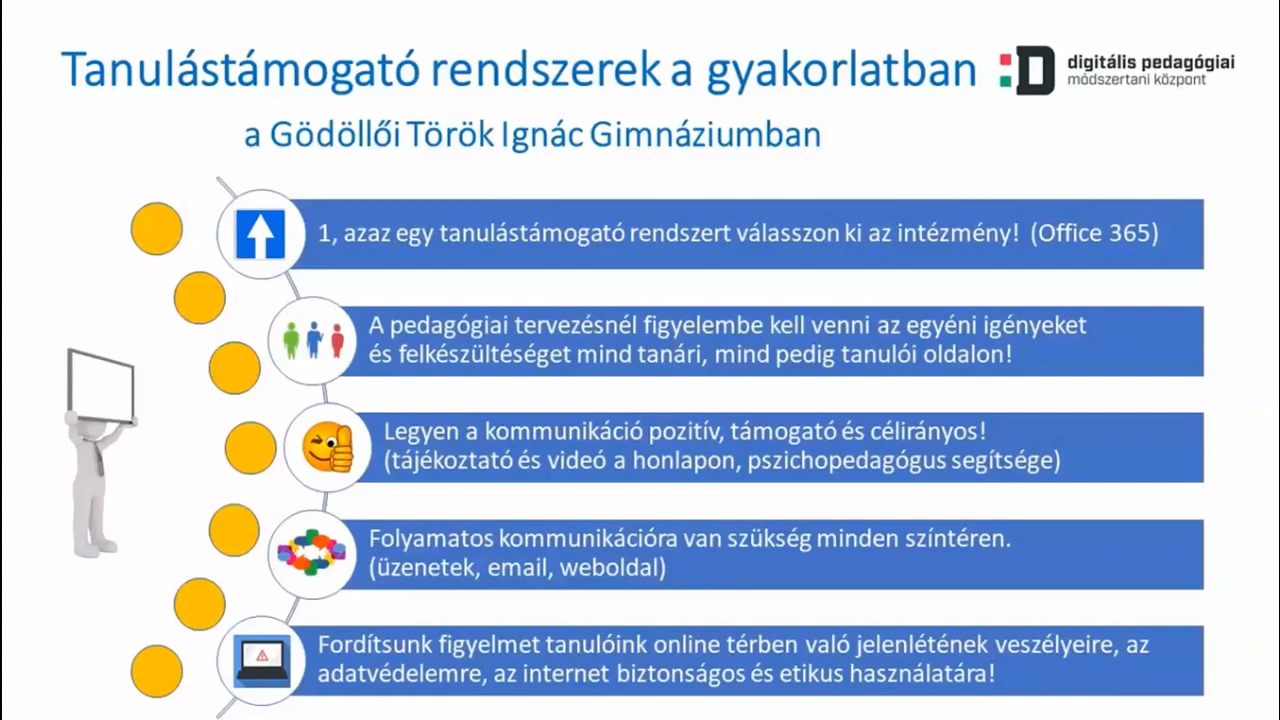 Tanulástámogató rendszerek a gyakorlatban
digitális pedagógiai
módszertani központ
a Gödöllői Török Ignác Gimnáziumban
1, azaz egy tanulástámogató rendszert válasszon ki az intézmény! (Office 365)
A pedagógiai tervezésnél figyelembe kell venni az egyéni igényeket
és felkészültéséget mind tanári, mind pedig tanulói oldalon!
Legyen a kommunikáció pozitív, támogató és célirányos!
(tájékoztató és videó a honlapon, pszichopedagógus segítsége)
Folyamatos kommunikációra van szükség minden színtéren.
(üzenetek, email, weboldal)
Fordítsunk figyelmet tanulóink online térben való jelenlétének veszélyeire, az
adatvédelemre, az internet biztonságos és etikus használatára!